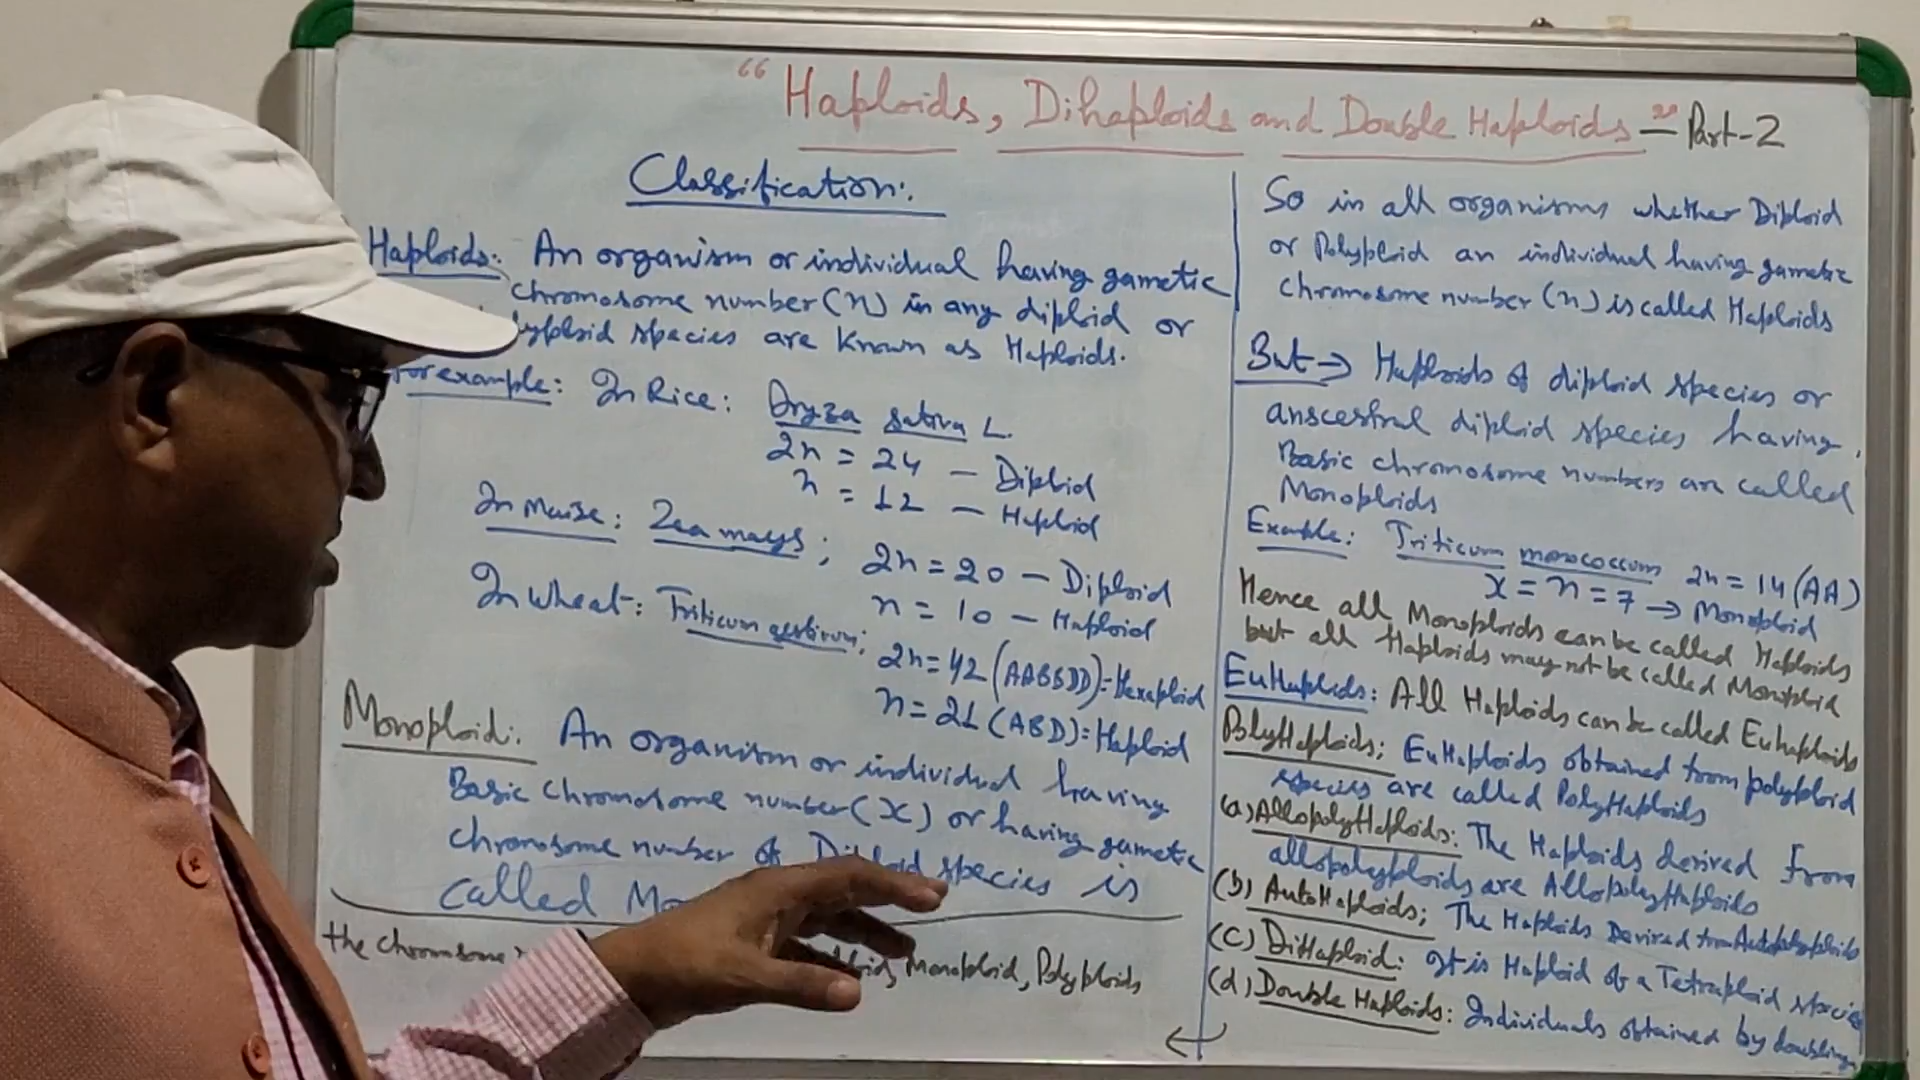 "Haploids, Dihaploids and Double Haploids" — Part-2
Classification:
Haploids: An organism or individual having gametic
chromosome number (n) in any diploid or
species are known as Haploids.
For example: In Rice: Oryza sativa L.
2n = 24 — Diploid
n = 12 — Haploid
In Maize: Zea mays; 2n = 20 — Diploid
n = 10 — Haploid
In Wheat: Triticum aestivum; 2n = 42 (AABBDD) = Hexaploid
n = 21 (ABD) = Haploid
Monoploid: An organism or individual having
Basic chromosome number (x) or having gametic
chromosome number of Diploid species is
called
the chromosome Monoploid, Polyploids
So in all organisms whether Diploid
or Polyploid an individual having gametic
chromosome number (n) is called Haploids
But → Haploids of diploid species or
anscestral diploid species having
Basic chromosome numbers are called
Monoploids
Example: Triticum monococcum 2n = 14 (AA)
x = n = 7 → Monoploid
Hence all Monoploids can be called Haploids
but all Haploids may not be called Monoploid
EuHaploids: All Haploids can be called Euhaploids
PolyHaploids; EuHaploids obtained from polyploid
species are called PolyHaploids
(a) AllopolyHaploids: The Haploids derived from
allopolyploids are AllopolyHaploids
(b) AutoHaploids; The Haploids Derived from Autopolyploids
(c) DiHaploid: It is Haploid of a Tetraploid species
(d) Double Haploids: Individuals obtained by doubling